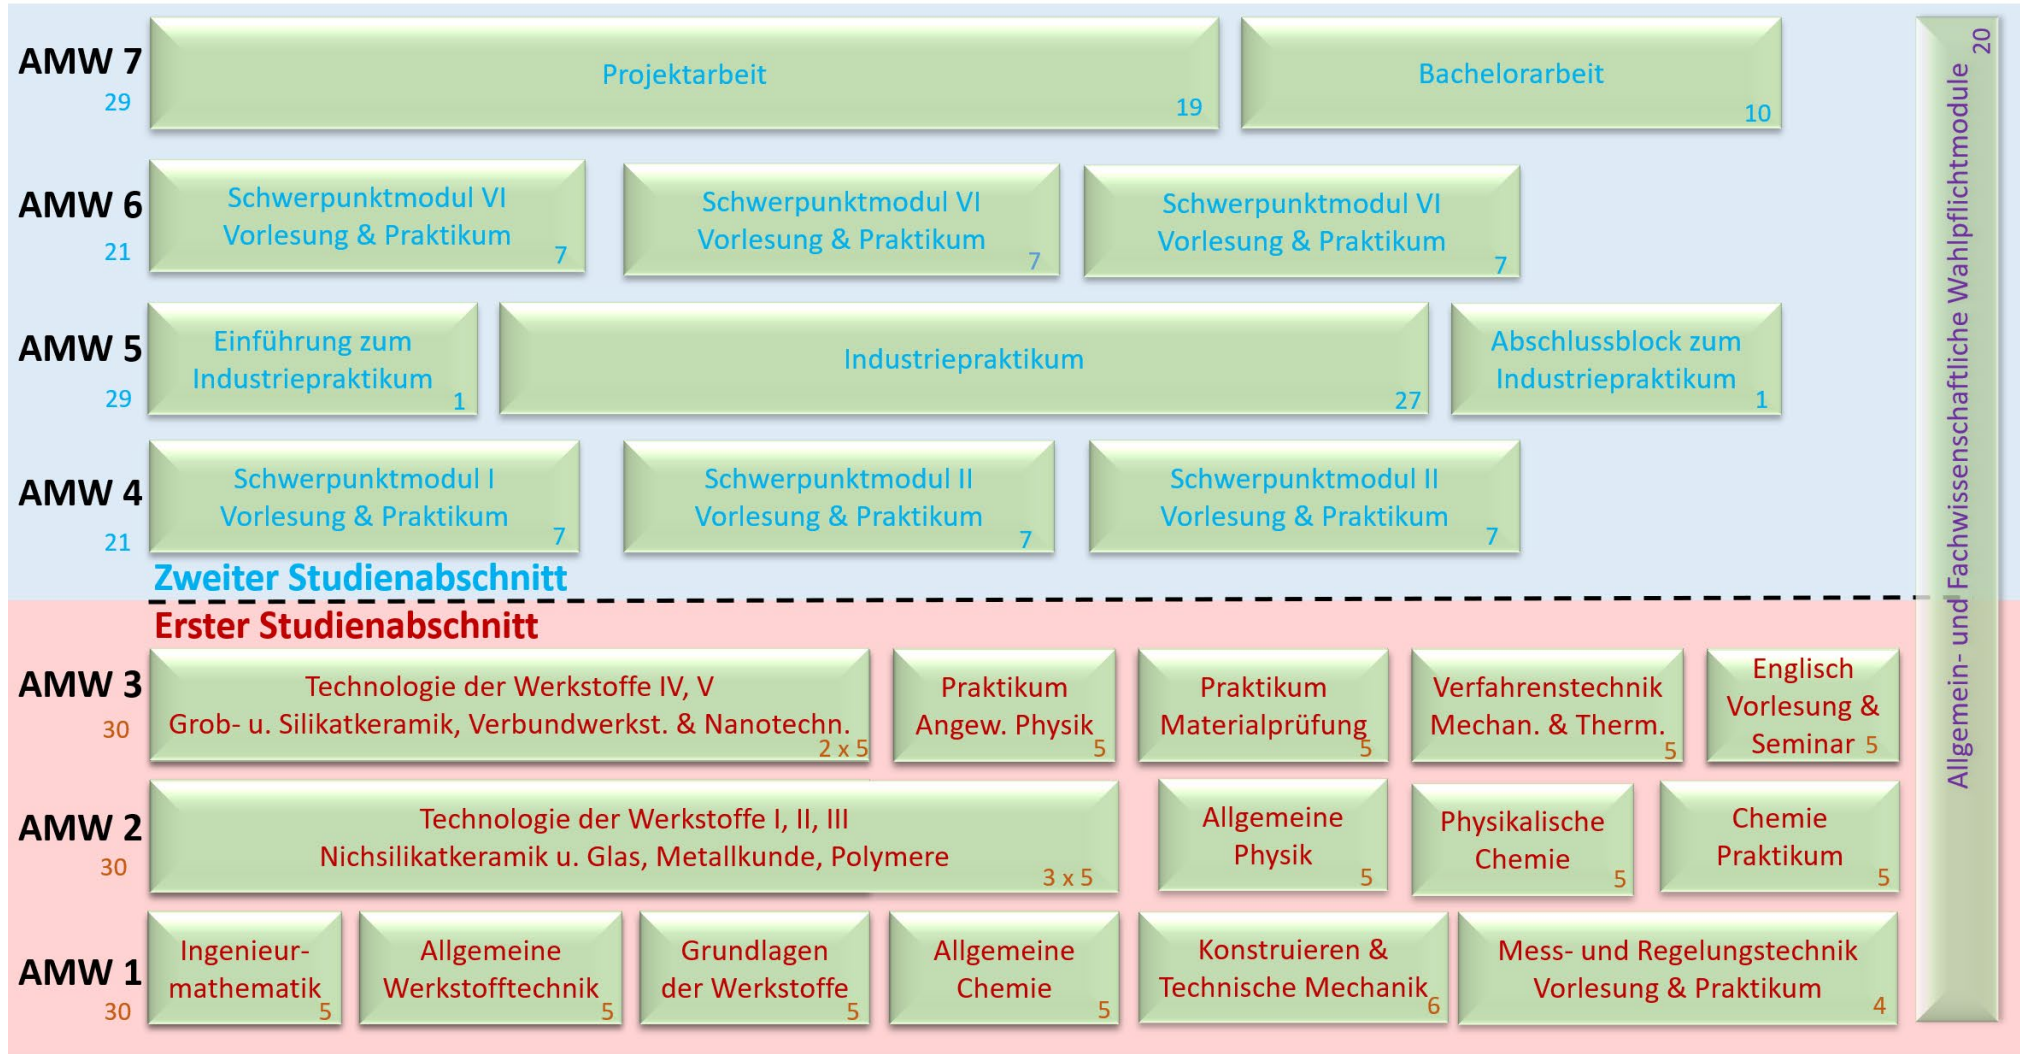 AMW 7
29
Projektarbeit
19
Bachelorarbeit
10
AMW 6
21
Schwerpunktmodul VI
Vorlesung & Praktikum
7
Schwerpunktmodul VI
Vorlesung & Praktikum
7
Schwerpunktmodul VI
Vorlesung & Praktikum
7
AMW 5
29
Einführung zum
Industriepraktikum
1
Industriepraktikum
27
Abschlussblock zum
Industriepraktikum
1
AMW 4
21
Schwerpunktmodul I
Vorlesung & Praktikum
7
Schwerpunktmodul II
Vorlesung & Praktikum
7
Schwerpunktmodul II
Vorlesung & Praktikum
7
Zweiter Studienabschnitt
Erster Studienabschnitt
AMW 3
30
Technologie der Werkstoffe IV, V
Grob- u. Silikatkeramik, Verbundwerkst. & Nanotechn.
2 x 5
Praktikum
Angew. Physik
5
Praktikum
Materialprüfung
5
Verfahrenstechnik
Mechan. & Therm.
5
Englisch
Vorlesung &
Seminar 5
AMW 2
30
Technologie der Werkstoffe I, II, III
Nichsilikatkeramik u. Glas, Metallkunde, Polymere
3 x 5
Allgemeine
Physik
5
Physikalische
Chemie
5
Chemie
Praktikum
5
AMW 1
30
Ingenieur-
mathematik
5
Allgemeine
Werkstofftechnik
5
Grundlagen
der Werkstoffe
5
Allgemeine
Chemie
5
Konstruieren &
Technische Mechanik
6
Mess- und Regelungstechnik
Vorlesung & Praktikum
4
Allgemein- und Fachwissenschaftliche Wahlpflichtmodule
20